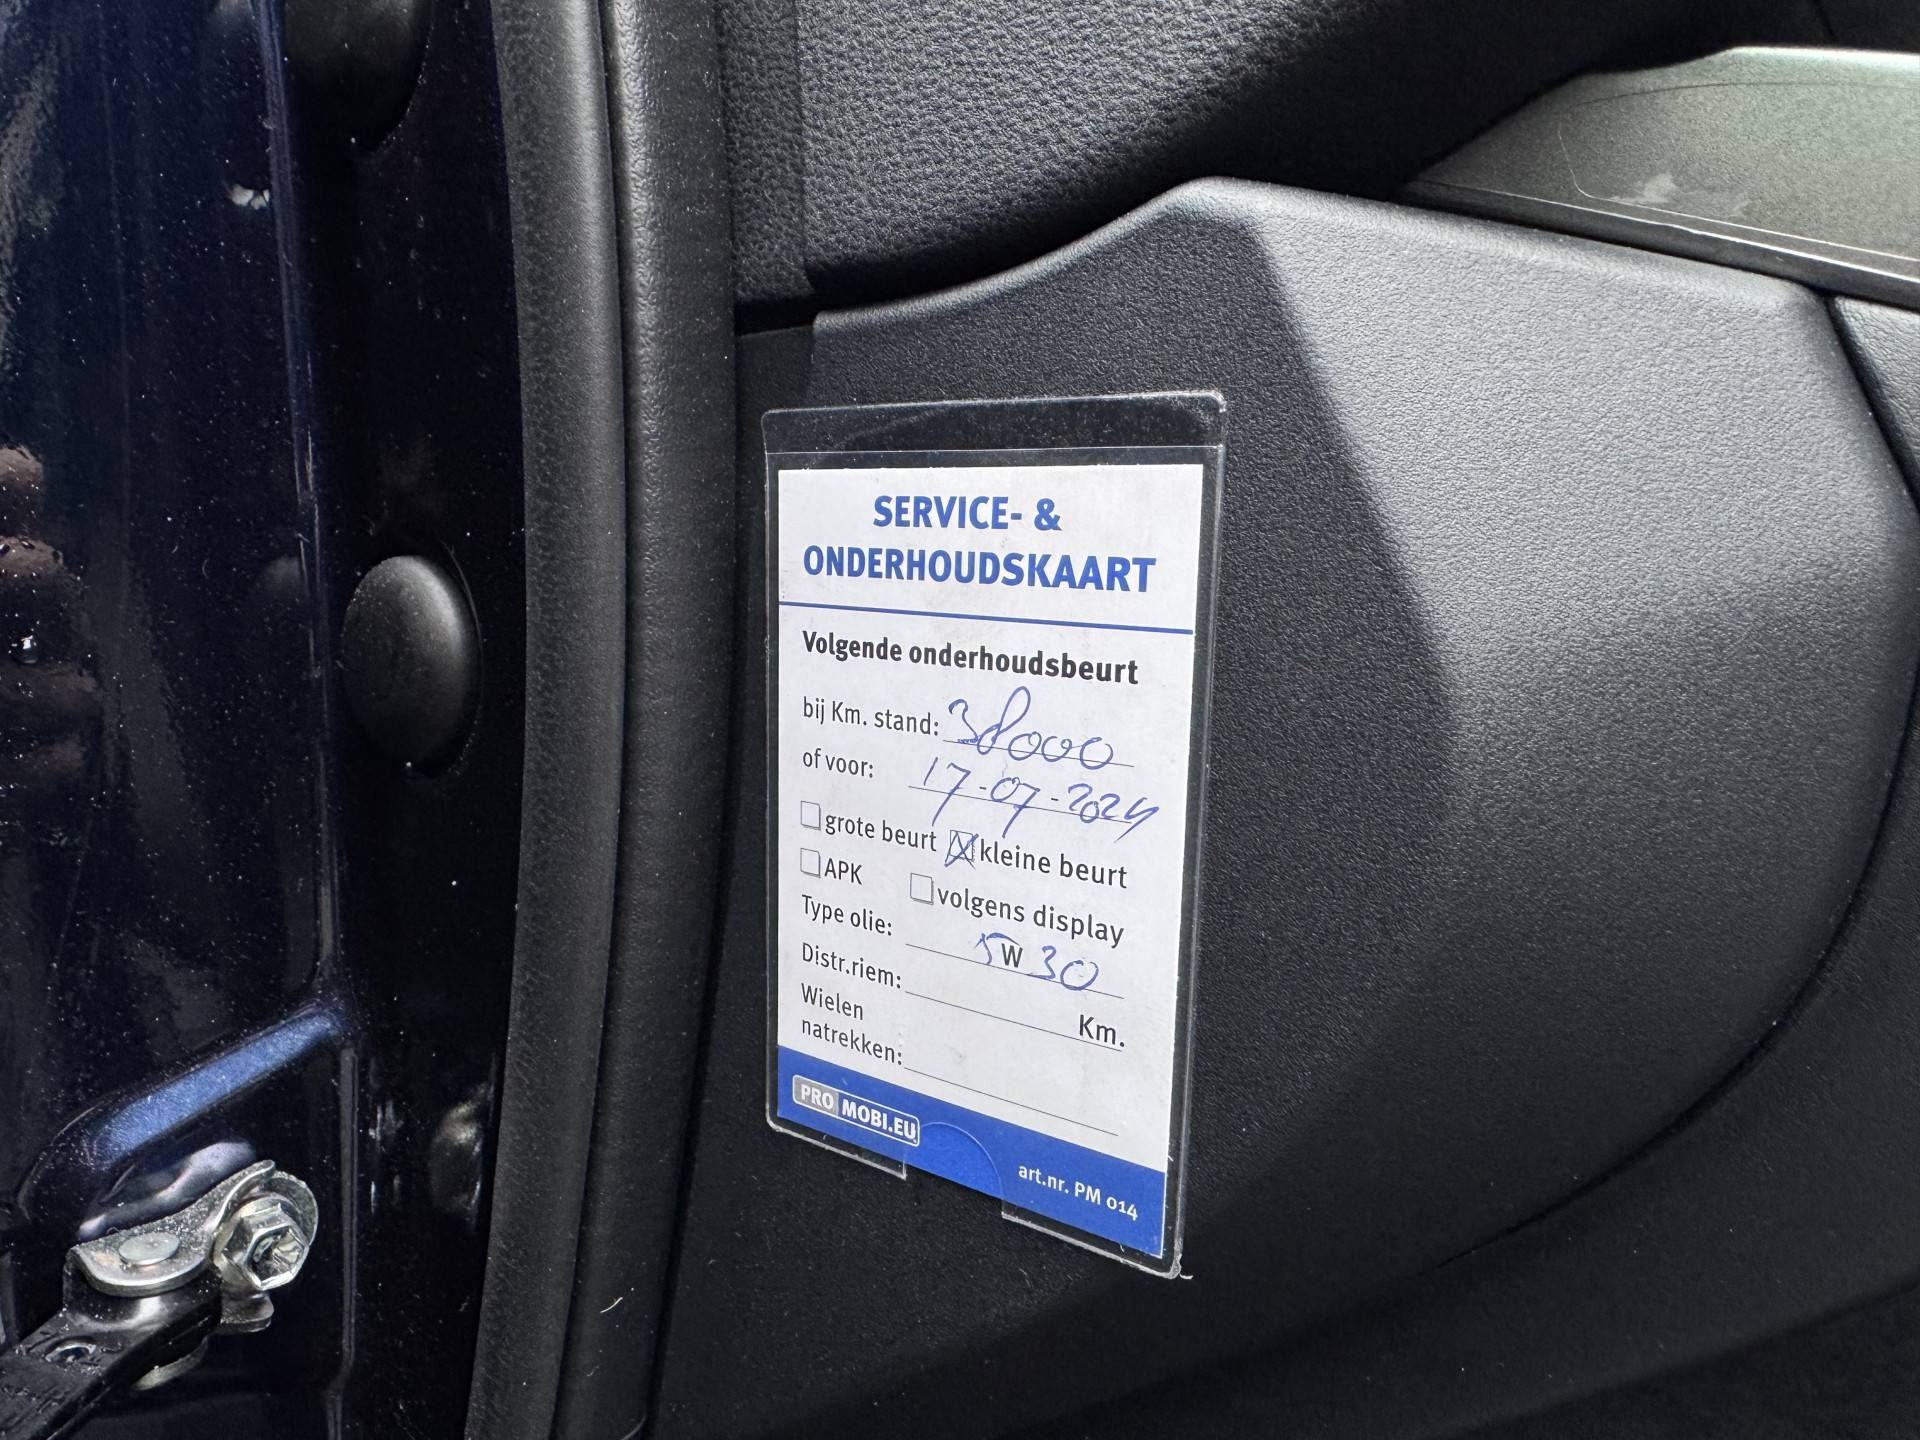 SERVICE- &
ONDERHOUDSKAART
Volgende onderhoudsbeurt
bij Km. stand: 38000
of voor: 17-07-2024
grote beurt kleine beurt
APK volgens display
Type olie: 5W30
Distr.riem: Km.
Wielen
natrekken:
PRO MOBI.EU
art.nr. PM 014